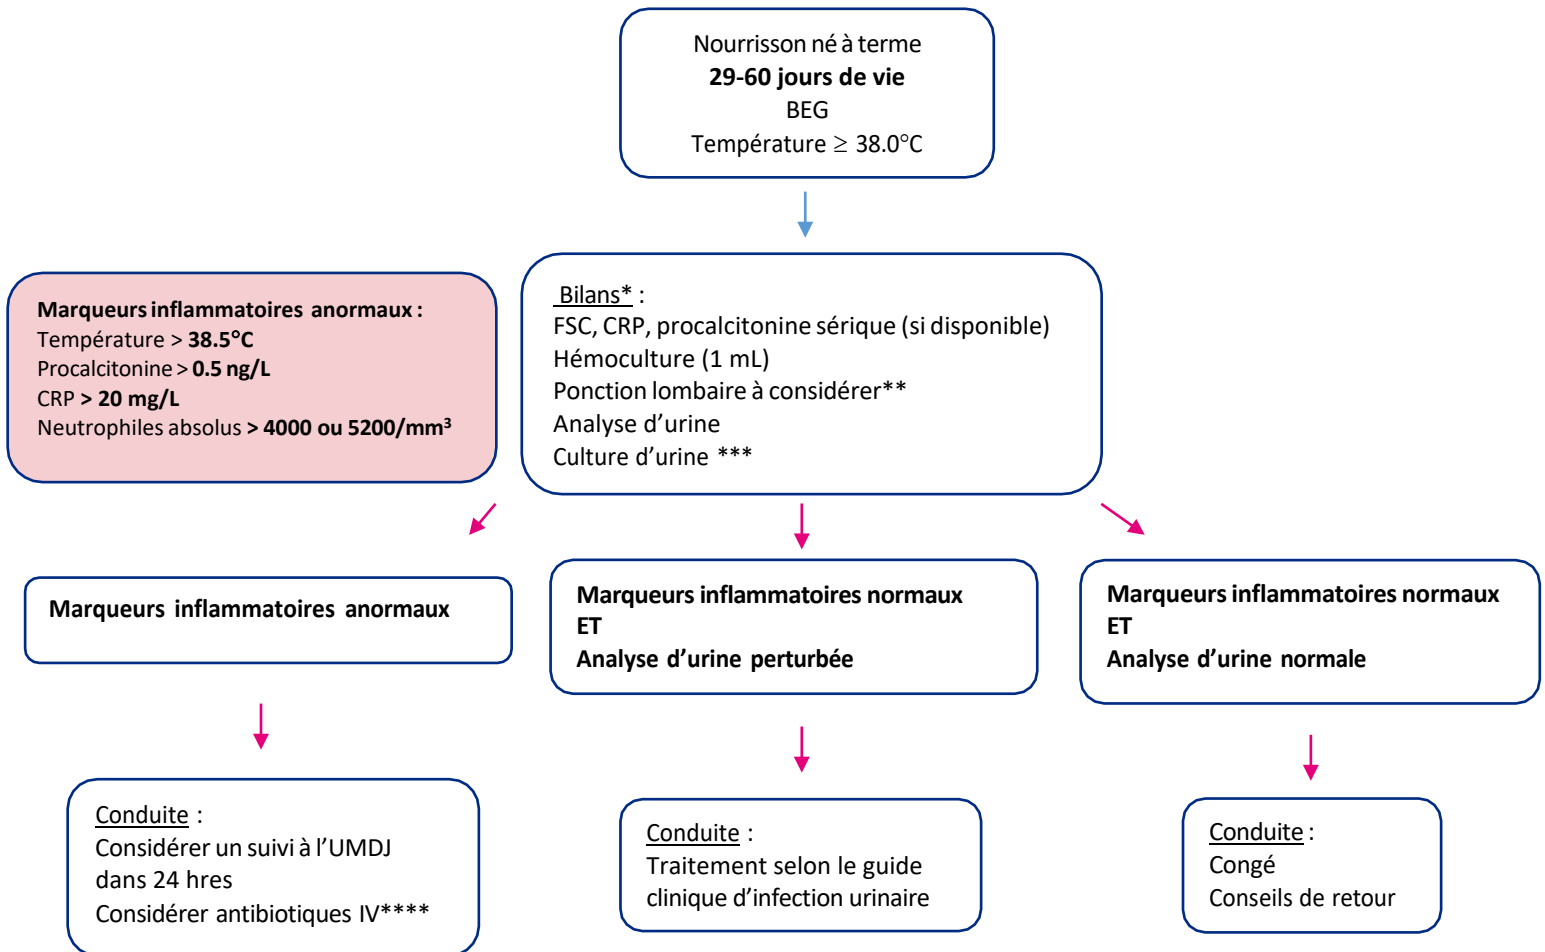 Nourrisson né à terme
29-60 jours de vie
BEG
Température ≥ 38.0°C
Marqueurs inflammatoires anormaux :
Température > 38.5°C
Procalcitonine > 0.5 ng/L
CRP > 20 mg/L
Neutrophiles absolus > 4000 ou 5200/mm³
Bilans* :
FSC, CRP, procalcitonine sérique (si disponible)
Hémoculture (1 mL)
Ponction lombaire à considérer**
Analyse d’urine
Culture d’urine ***
Marqueurs inflammatoires anormaux
Marqueurs inflammatoires normaux
ET
Analyse d’urine perturbée
Marqueurs inflammatoires normaux
ET
Analyse d’urine normale
Conduite :
Considérer un suivi à l’UMDJ
dans 24 hres
Considérer antibiotiques IV****
Conduite :
Traitement selon le guide
clinique d’infection urinaire
Conduite :
Congé
Conseils de retour